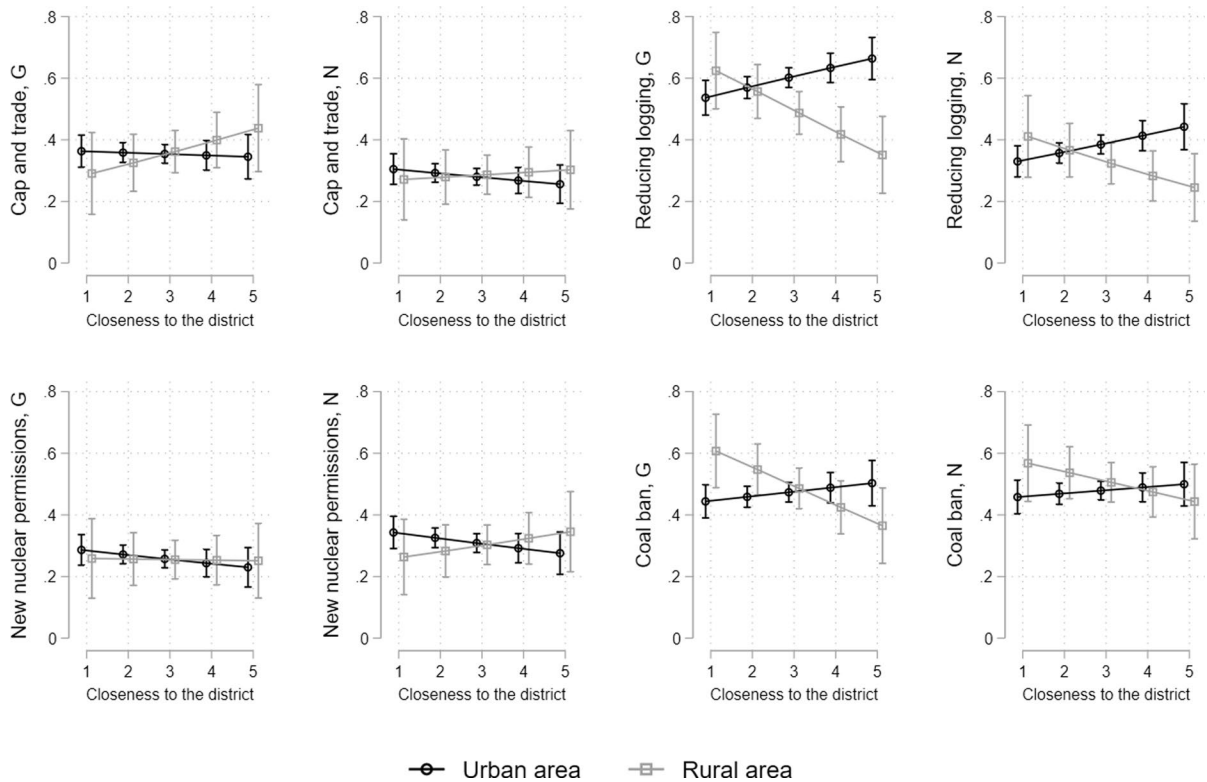 Cap and trade, G
.8
.6
.4
.2
0
1 2 3 4 5
Closeness to the district
Cap and trade, N
.8
.6
.4
.2
0
1 2 3 4 5
Closeness to the district
Reducing logging, G
.8
.6
.4
.2
0
1 2 3 4 5
Closeness to the district
Reducing logging, N
.8
.6
.4
.2
0
1 2 3 4 5
Closeness to the district
New nuclear permissions, G
.8
.6
.4
.2
0
1 2 3 4 5
Closeness to the district
New nuclear permissions, N
.8
.6
.4
.2
0
1 2 3 4 5
Closeness to the district
Coal ban, G
.8
.6
.4
.2
0
1 2 3 4 5
Closeness to the district
Coal ban, N
.8
.6
.4
.2
0
1 2 3 4 5
Closeness to the district
Urban area Rural area